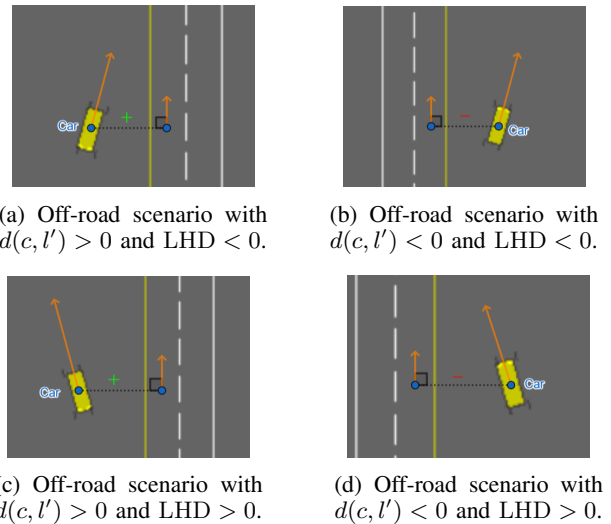 Car
+
−
Car
(a) Off-road scenario with
d(c, l′) > 0 and LHD < 0.
(b) Off-road scenario with
d(c, l′) < 0 and LHD < 0.
Car
+
−
Car
(c) Off-road scenario with
d(c, l′) > 0 and LHD > 0.
(d) Off-road scenario with
d(c, l′) < 0 and LHD > 0.